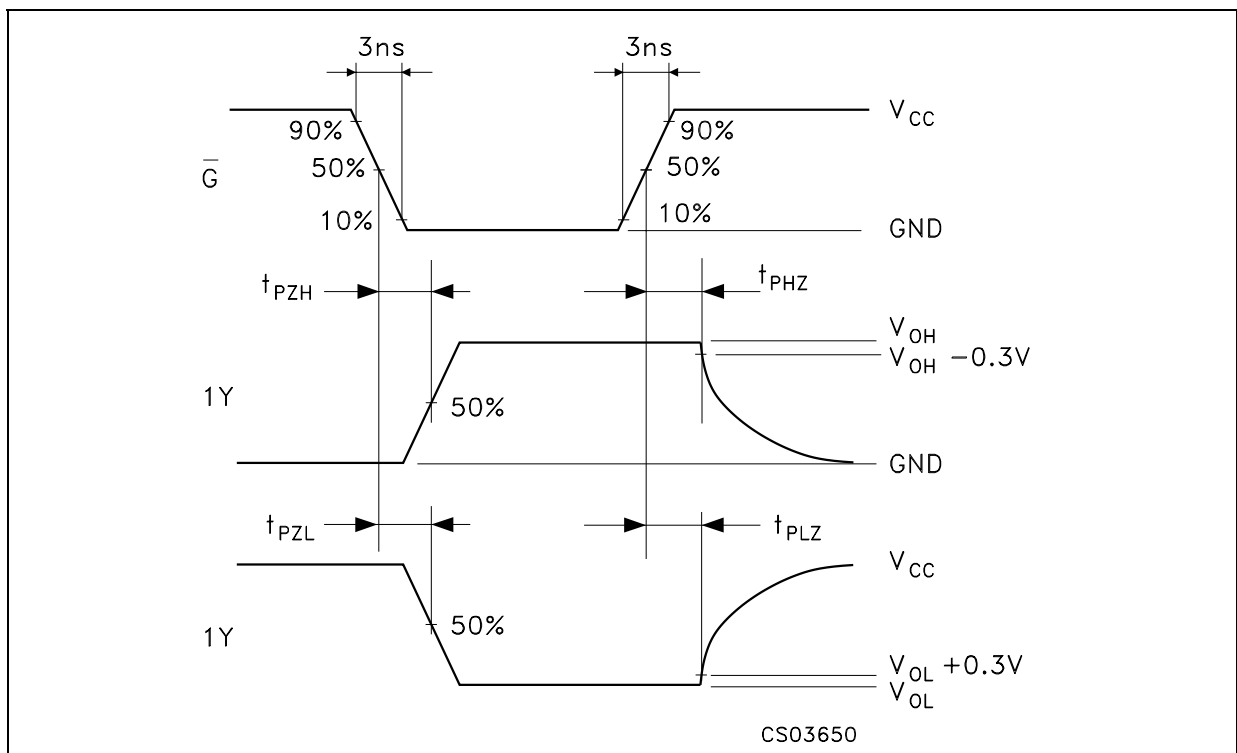 3ns 3ns
90% 90% V_CC
G̅ 50% 50%
10% 10%
GND
t_PZH t_PHZ
V_OH
V_OH −0.3V
1Y 50%
GND
t_PZL t_PLZ
V_CC
1Y 50%
V_OL +0.3V
V_OL
CS03650